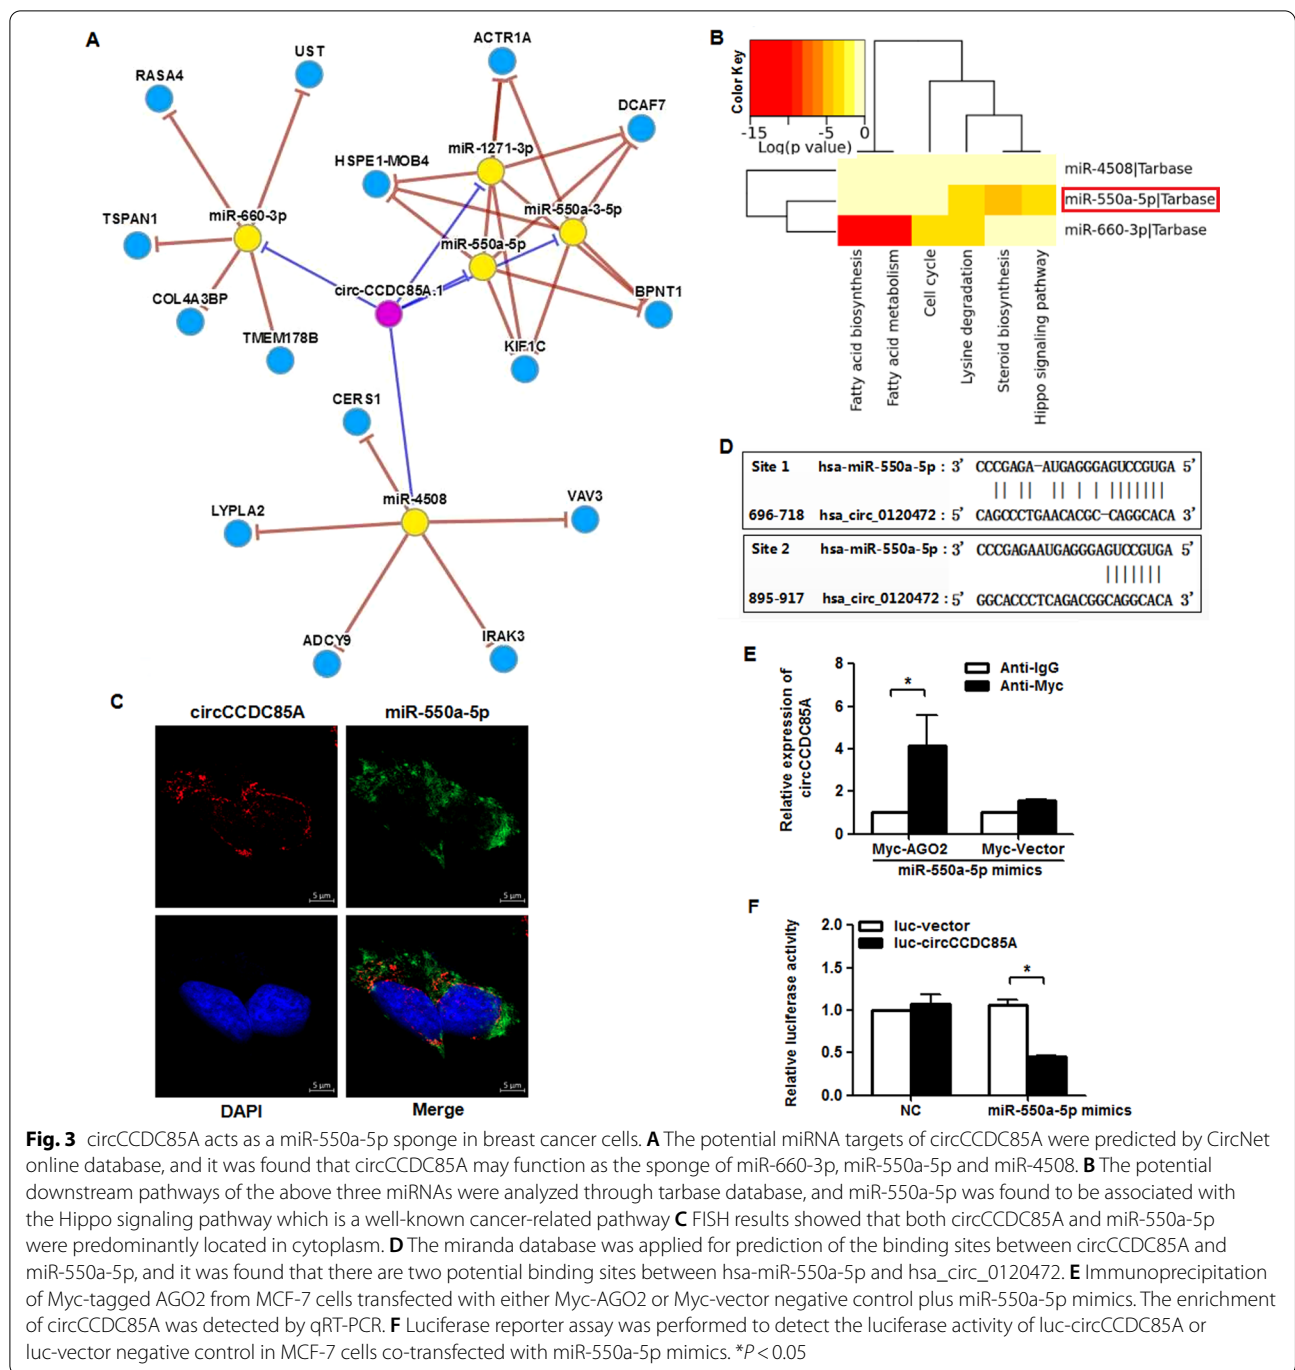 A
UST
RASA4
ACTR1A
DCAF7
miR-1271-3p
HSPE1-MOB4
miR-550a-3-5p
TSPAN1
miR-660-3p
miR-550a-5p
circ-CCDC85A.1
COL4A3BP
BPNT1
TMEM178B
KIF1C
CERS1
miR-4508
LYPLA2
VAV3
ADCY9
IRAK3
B
Color Key
-15 -5 0
Log(p value)
miR-4508|Tarbase
miR-550a-5p|Tarbase
miR-660-3p|Tarbase
Fatty acid biosynthesis
Fatty acid metabolism
Cell cycle
Lysine degradation
Steroid biosynthesis
Hippo signaling pathway
C
circCCDC85A miR-550a-5p
5 μm 5 μm
5 μm 5 μm
DAPI Merge
D
Site 1 hsa-miR-550a-5p : 3' CCCGAGA-AUGAGGGAGUCCGUGA 5'
|| || || | | |||||||
696-718 hsa_circ_0120472 : 5' CAGCCCTGAACACGC-CAGGCACA 3'
Site 2 hsa-miR-550a-5p : 3' CCCGAGAAUGAGGGAGUCCGUGA 5'
|||||||
895-917 hsa_circ_0120472 : 5' GGCACCCTCAGACGGCAGGCACA 3'
E
Relative expression of
circCCDC85A
8
6
4
2
0
*
Anti-IgG
Anti-Myc
Myc-AGO2 Myc-Vector
miR-550a-5p mimics
F
Relative luciferase activity
2.0
1.5
1.0
0.5
0.0
luc-vector
luc-circCCDC85A
*
NC miR-550a-5p mimics
Fig. 3 circCCDC85A acts as a miR-550a-5p sponge in breast cancer cells. A The potential miRNA targets of circCCDC85A were predicted by CircNet
online database, and it was found that circCCDC85A may function as the sponge of miR-660-3p, miR-550a-5p and miR-4508. B The potential
downstream pathways of the above three miRNAs were analyzed through tarbase database, and miR-550a-5p was found to be associated with
the Hippo signaling pathway which is a well-known cancer-related pathway C FISH results showed that both circCCDC85A and miR-550a-5p
were predominantly located in cytoplasm. D The miranda database was applied for prediction of the binding sites between circCCDC85A and
miR-550a-5p, and it was found that there are two potential binding sites between hsa-miR-550a-5p and hsa_circ_0120472. E Immunoprecipitation
of Myc-tagged AGO2 from MCF-7 cells transfected with either Myc-AGO2 or Myc-vector negative control plus miR-550a-5p mimics. The enrichment
of circCCDC85A was detected by qRT-PCR. F Luciferase reporter assay was performed to detect the luciferase activity of luc-circCCDC85A or
luc-vector negative control in MCF-7 cells co-transfected with miR-550a-5p mimics. *P < 0.05